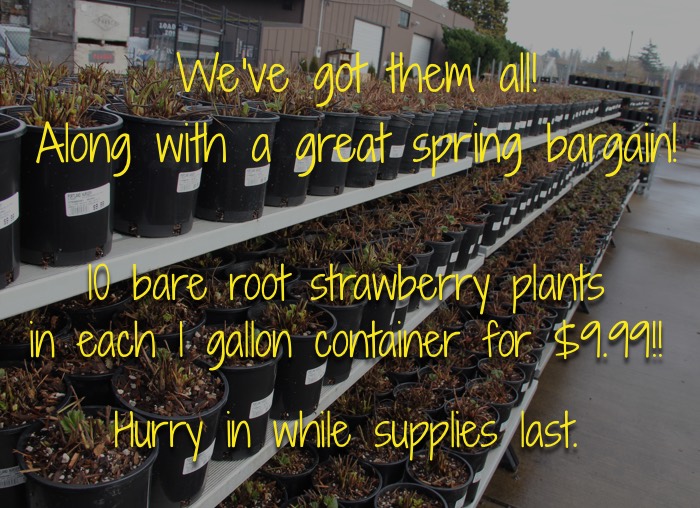 We've got them all!
Along with a great spring bargain!
10 bare root strawberry plants
in each 1 gallon container for $9.99!!
Hurry in while supplies last.